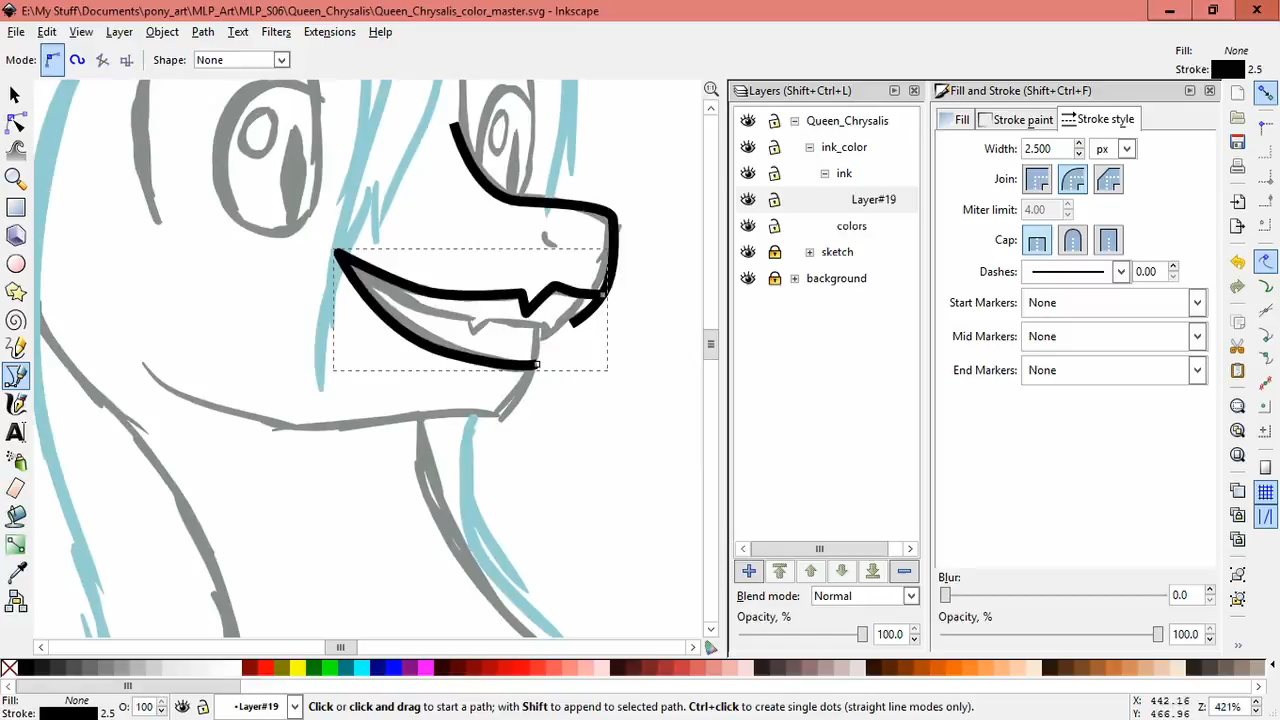 E:\My Stuff\Documents\pony_art\MLP_Art\MLP_S06\Queen_Chrysalis\Queen_Chrysalis_color_master.svg - Inkscape
File Edit View Layer Object Path Text Filters Extensions Help
Mode: Shape: None
Fill: None
Stroke: 2.5
Layers (Shift+Ctrl+L)
Queen_Chrysalis
ink_color
ink
Layer#19
colors
sketch
background
Blend mode: Normal
Opacity, % 100.0
Fill and Stroke (Shift+Ctrl+F)
Fill Stroke paint Stroke style
Width: 2.500 px
Join:
Miter limit: 4.00
Cap:
Dashes: 0.00
Start Markers: None
Mid Markers: None
End Markers: None
Blur: 0.0
Opacity, % 100.0
A
Fill: None
Stroke: 2.5
O: 100
•Layer#19
Click or click and drag to start a path; with Shift to append to selected path. Ctrl+click to create single dots (straight line modes only).
X: 442.16
Y: 466.96
Z: 421%